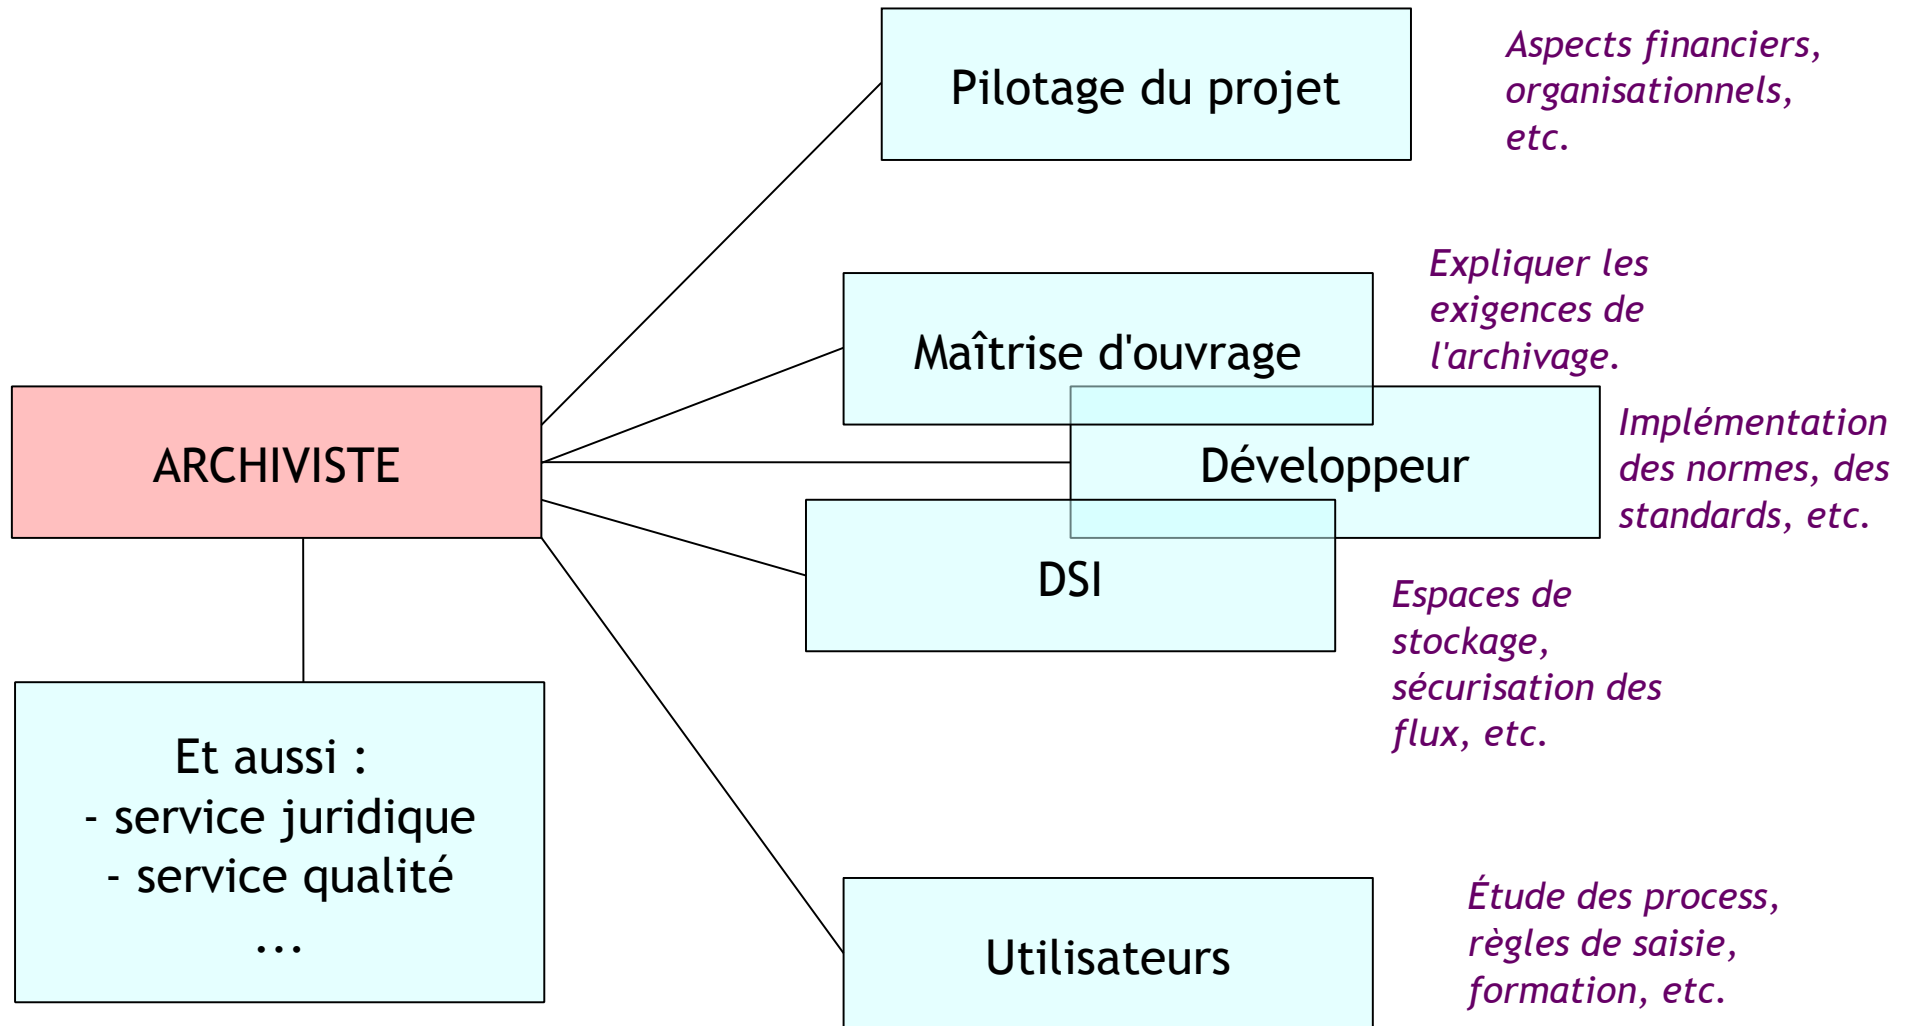 Pilotage du projet
Aspects financiers,
organisationnels,
etc.
Maîtrise d'ouvrage
Expliquer les
exigences de
l'archivage.
ARCHIVISTE
Développeur
Implémentation
des normes, des
standards, etc.
DSI
Espaces de
stockage,
sécurisation des
flux, etc.
Et aussi :
- service juridique
- service qualité
...
Utilisateurs
Étude des process,
règles de saisie,
formation, etc.